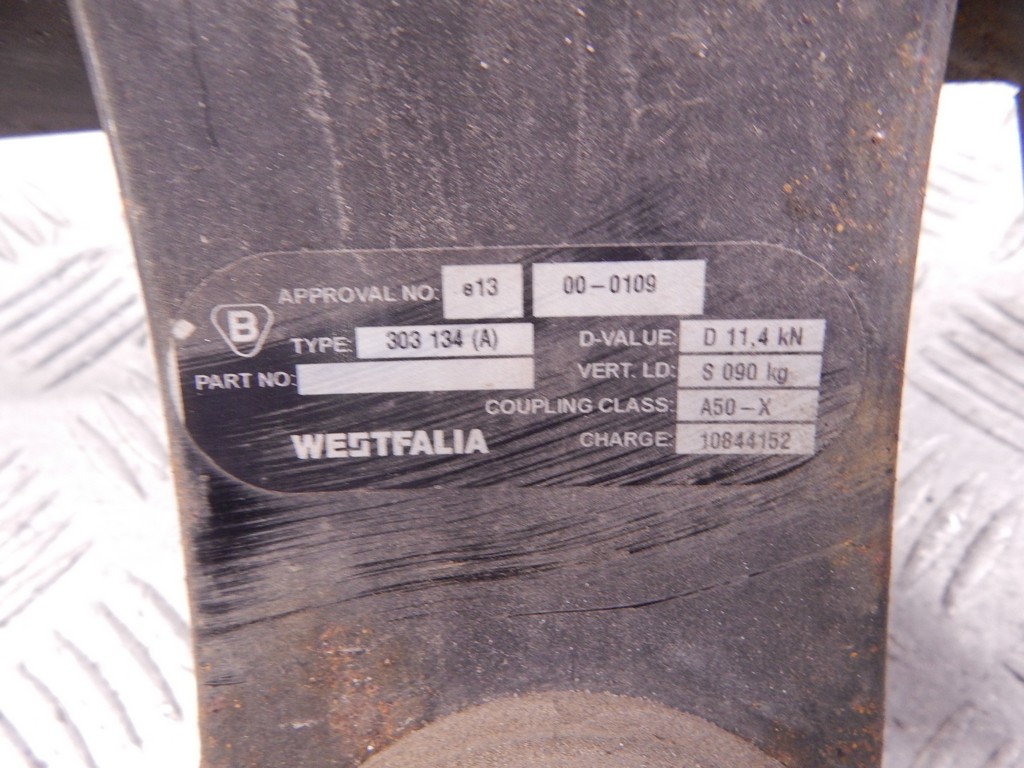 APPROVAL NO: e13 00-0109
B
TYPE: 303 134 (A) D-VALUE: D 11,4 kN
PART NO: VERT. LD: S 090 kg
COUPLING CLASS: A50-X
WESTFALIA CHARGE: 10844152